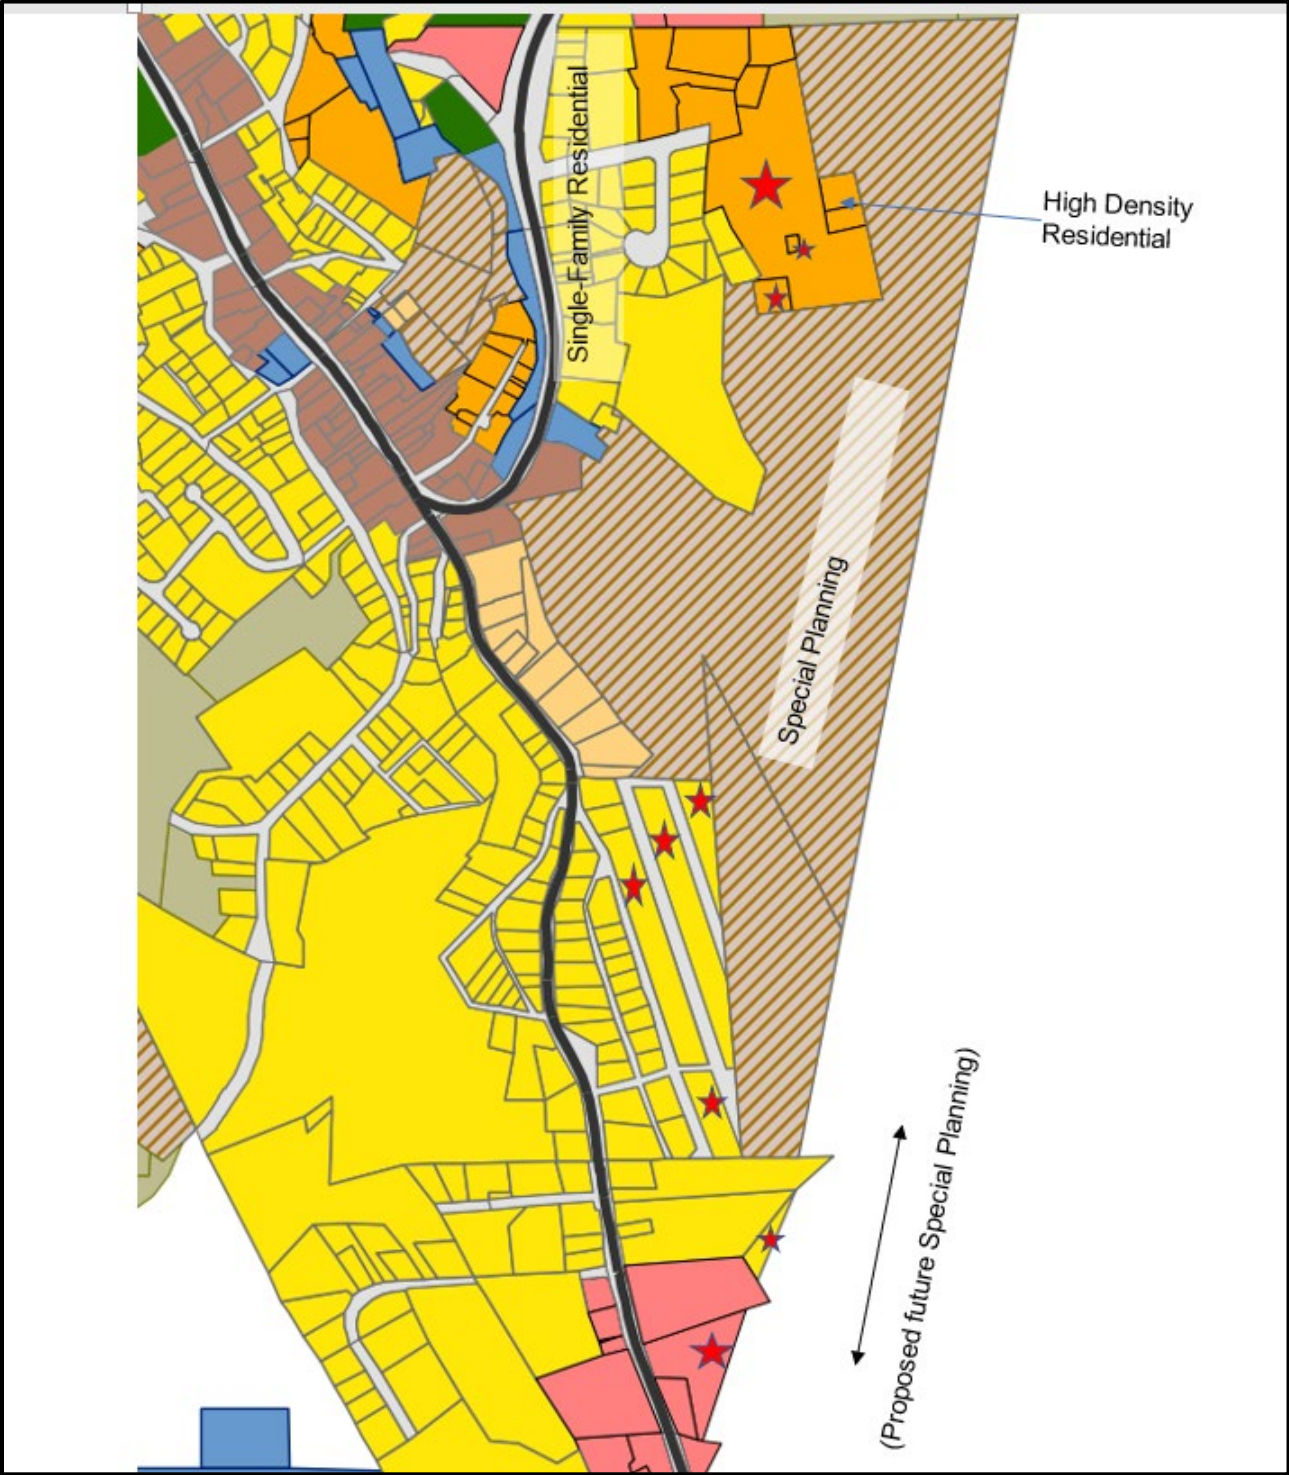 Single-Family Residential
High Density
Residential
Special Planning
(Proposed future Special Planning)